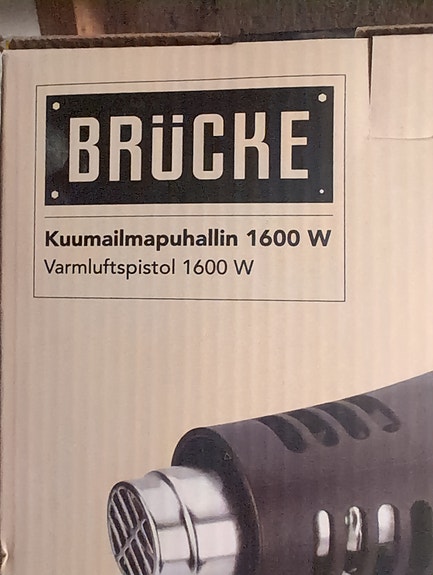 BRÜCKE
Kuumailmapuhallin 1600 W
Varmluftspistol 1600 W